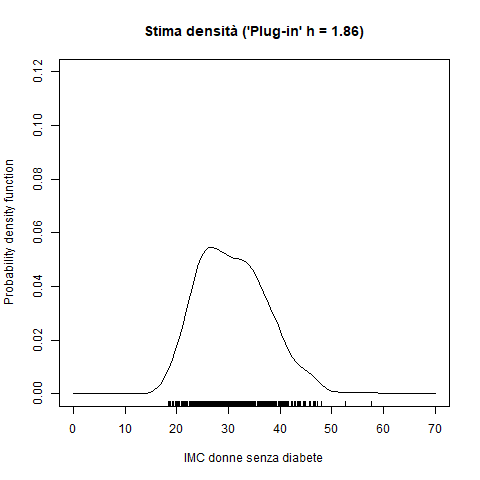 Stima densità ('Plug-in' h = 1.86)
Probability density function
0.12
0.10
0.08
0.06
0.04
0.02
0.00
0 10 20 30 40 50 60 70
IMC donne senza diabete